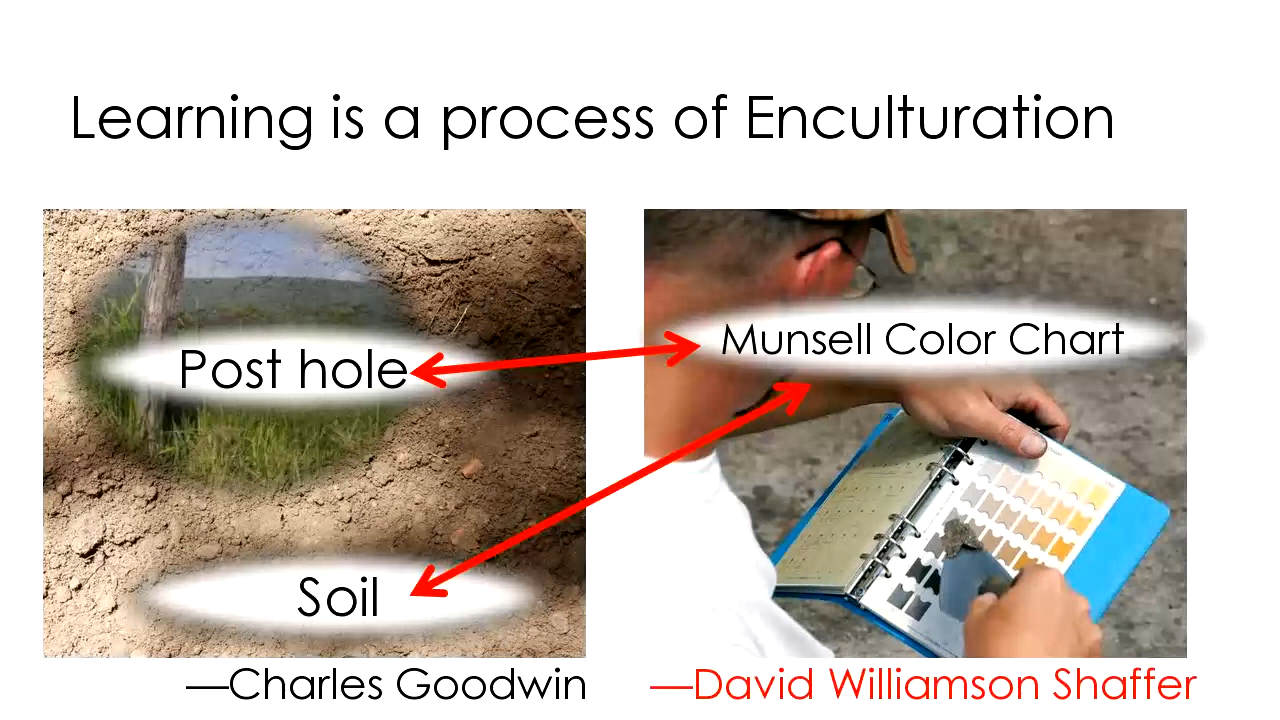 Learning is a process of Enculturation
Post hole
Munsell Color Chart
Soil
—Charles Goodwin
—David Williamson Shaffer